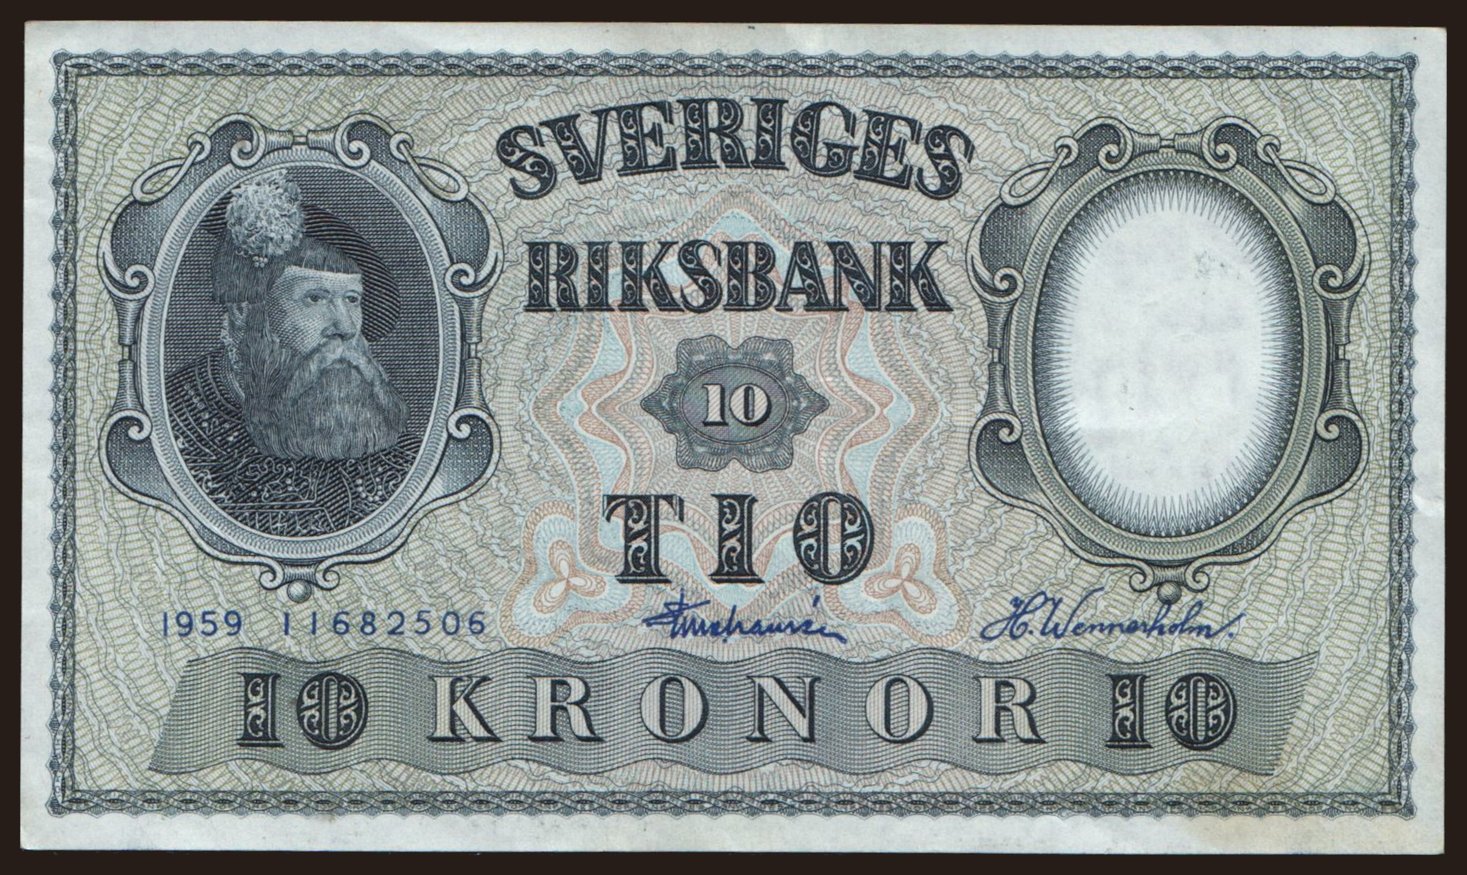 SVERIGES
RIKSBANK
10
TIO
1959 11682506
H. Wennerholm.
10 KRONOR 10